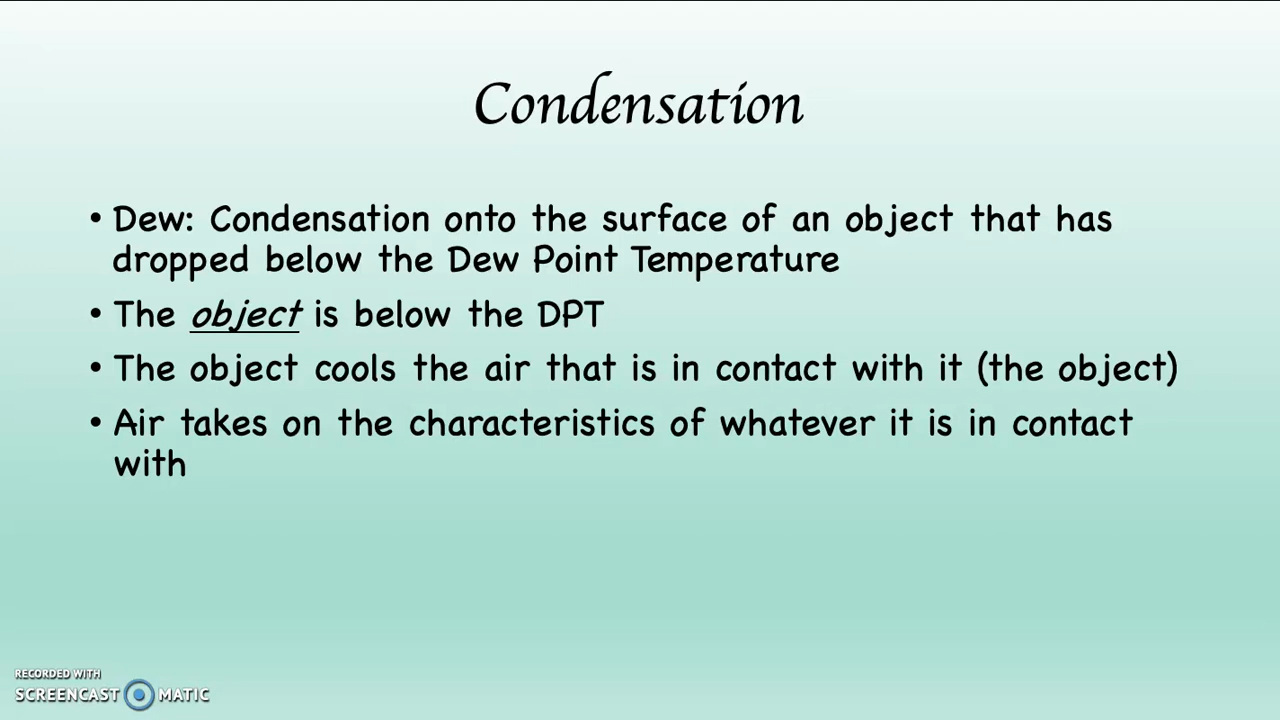 Condensation
• Dew: Condensation onto the surface of an object that has
dropped below the Dew Point Temperature
• The object is below the DPT
• The object cools the air that is in contact with it (the object)
• Air takes on the characteristics of whatever it is in contact
with
RECORDED WITH
SCREENCAST MATIC